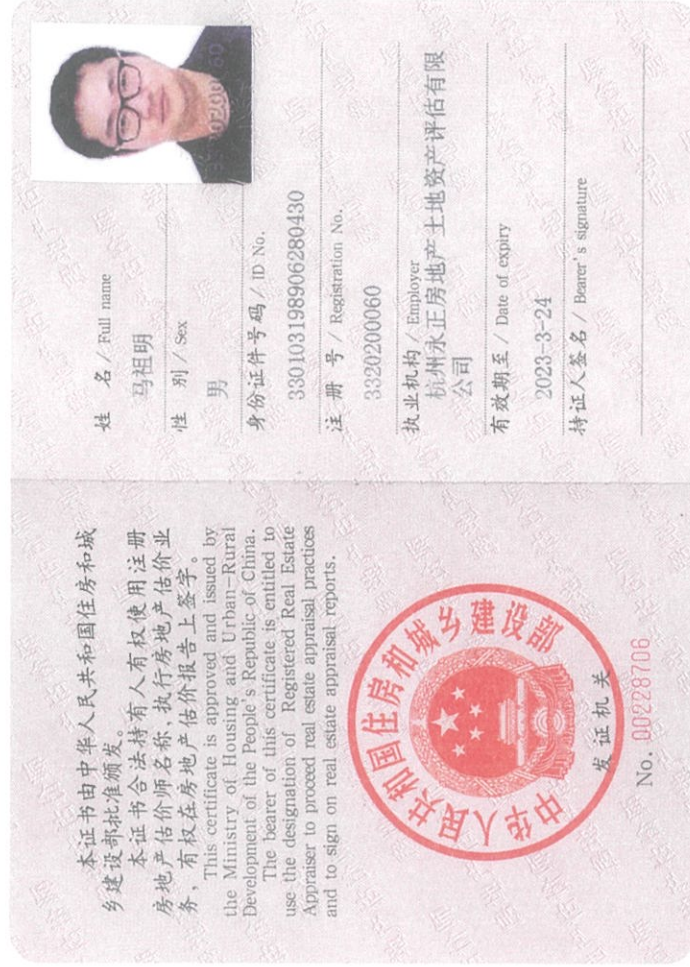 本证书由中华人民共和国住房和城
乡建设部批准颁发。
本证书合法持有人有权使用注册
房地产估价师名称，执行房地产估价业
务，有权在房地产估价报告上签字。
This certificate is approved and issued by
the Ministry of Housing and Urban-Rural
Development of the People's Republic of China.
The bearer of this certificate is entitled to
use the designation of Registered Real Estate
Appraiser to proceed real estate appraisal practices
and to sign on real estate appraisal reports.
中华人民共和国住房和城乡建设部
发证机关
No. 00228706
姓 名 / Full name
马祖明
性 别 / Sex
男
身份证件号码 / ID No.
330103198906280430
注 册 号 / Registration No.
3320200060
执业机构 / Employer
杭州永正房地产土地资产评估有限
公司
有效期至 / Date of expiry
2023-3-24
持证人签名 / Bearer's signature